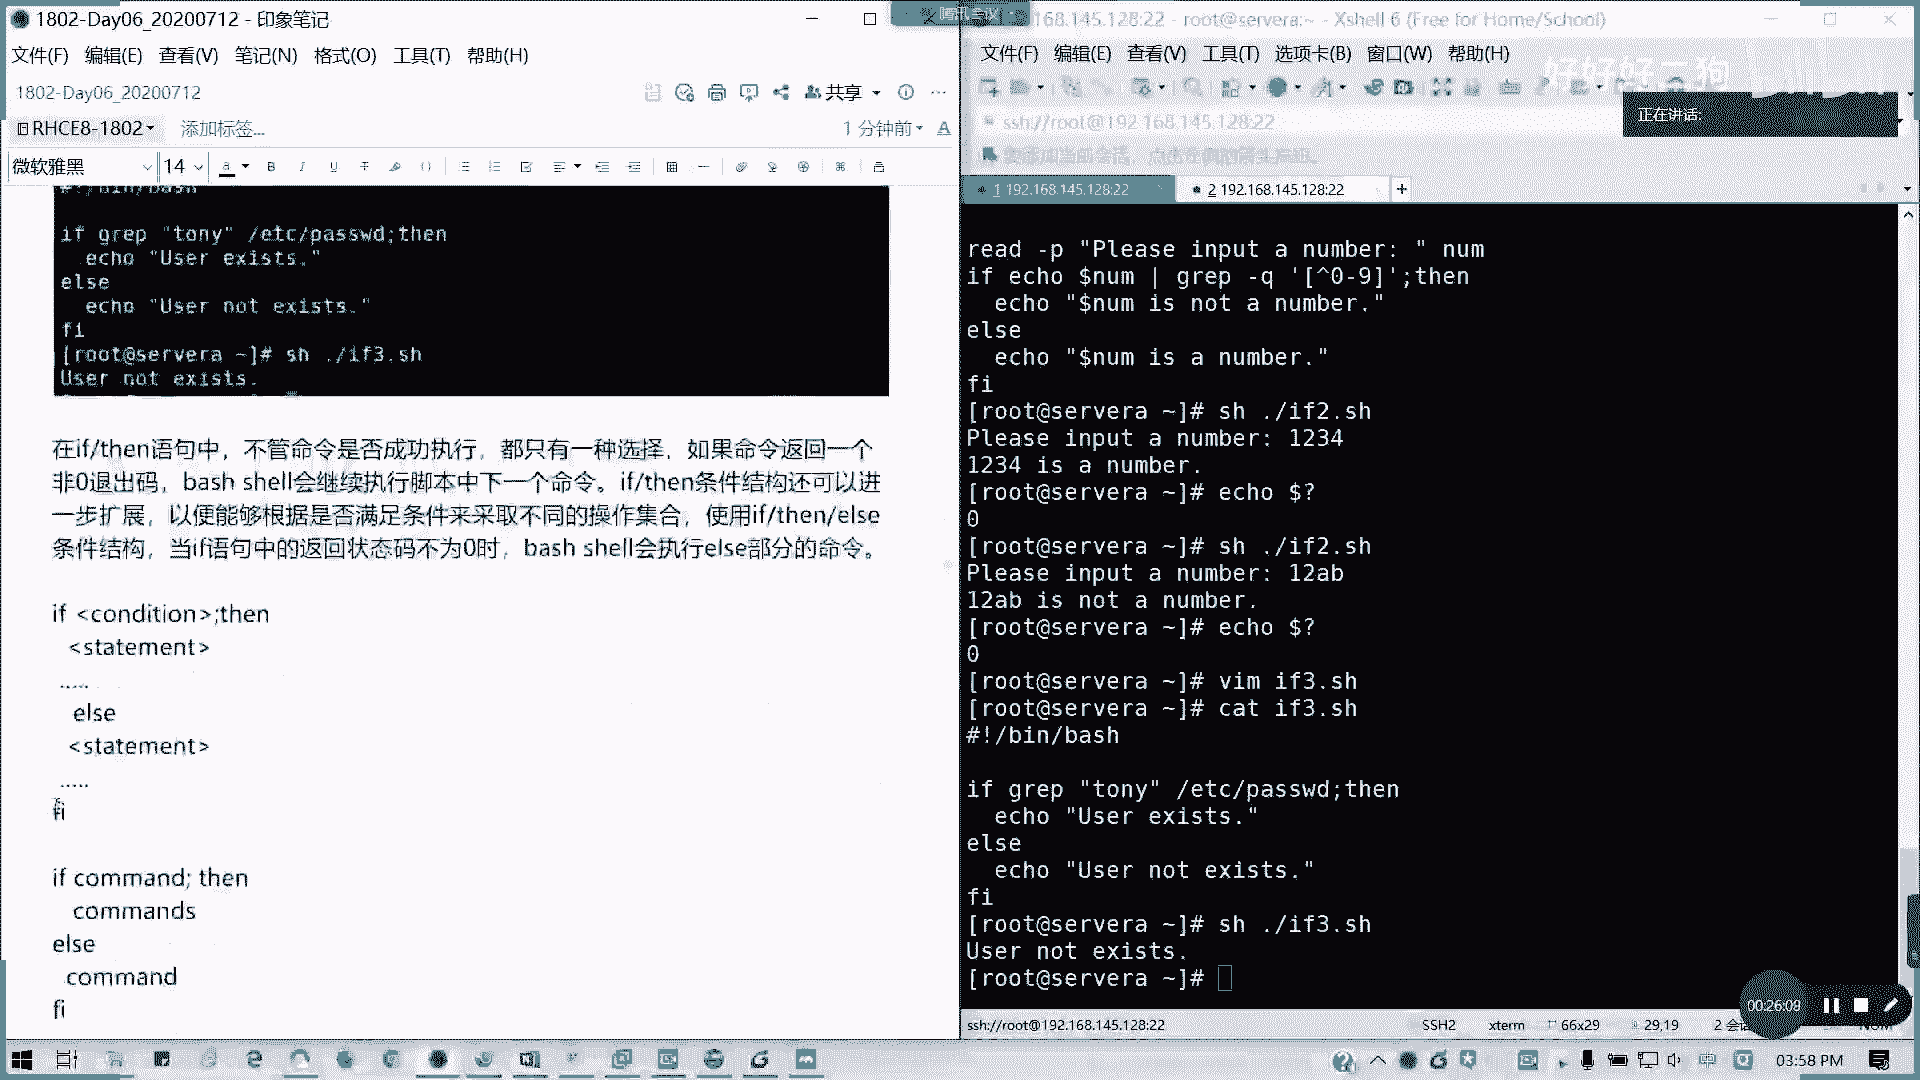 1802-Day06_20200712 - 印象笔记
文件(F) 编辑(E) 查看(V) 笔记(N) 格式(O) 工具(T) 帮助(H)
1802-Day06_20200712
共享
RHCE8-1802
添加标签...
1 分钟前
微软雅黑
14
#!/bin/bash
if grep "tony" /etc/passwd;then
echo "User exists."
else
echo "User not exists."
fi
[root@servera ~]# sh ./if3.sh
User not exists.
在if/then语句中，不管命令是否成功执行，都只有一种选择，如果命令返回一个
非0退出码，bash shell会继续执行脚本中下一个命令。if/then条件结构还可以进
一步扩展，以便能够根据是否满足条件来采取不同的操作集合，使用if/then/else
条件结构，当if语句中的返回状态码不为0时，bash shell会执行else部分的命令。
if <condition>;then
<statement>
.....
else
<statement>
.....
fi
if command; then
commands
else
command
fi
腾讯会议
168.145.128:22 - root@servera:~ - Xshell 6 (Free for Home/School)
文件(F) 编辑(E) 查看(V) 工具(T) 选项卡(B) 窗口(W) 帮助(H)
好好好二狗
正在讲话:
ssh://root@192.168.145.128:22
1 192.168.145.128:22
2 192.168.145.128:22
read -p "Please input a number: " num
if echo $num | grep -q '[^0-9]';then
echo "$num is not a number."
else
echo "$num is a number."
fi
[root@servera ~]# sh ./if2.sh
Please input a number: 1234
1234 is a number.
[root@servera ~]# echo $?
0
[root@servera ~]# sh ./if2.sh
Please input a number: 12ab
12ab is not a number.
[root@servera ~]# echo $?
0
[root@servera ~]# vim if3.sh
[root@servera ~]# cat if3.sh
#!/bin/bash
if grep "tony" /etc/passwd;then
echo "User exists."
else
echo "User not exists."
fi
[root@servera ~]# sh ./if3.sh
User not exists.
[root@servera ~]#
00:26:09
ssh://root@192.168.145.128:22
SSH2
xterm
66x29
29,19
2 会
NUM
03:58 PM